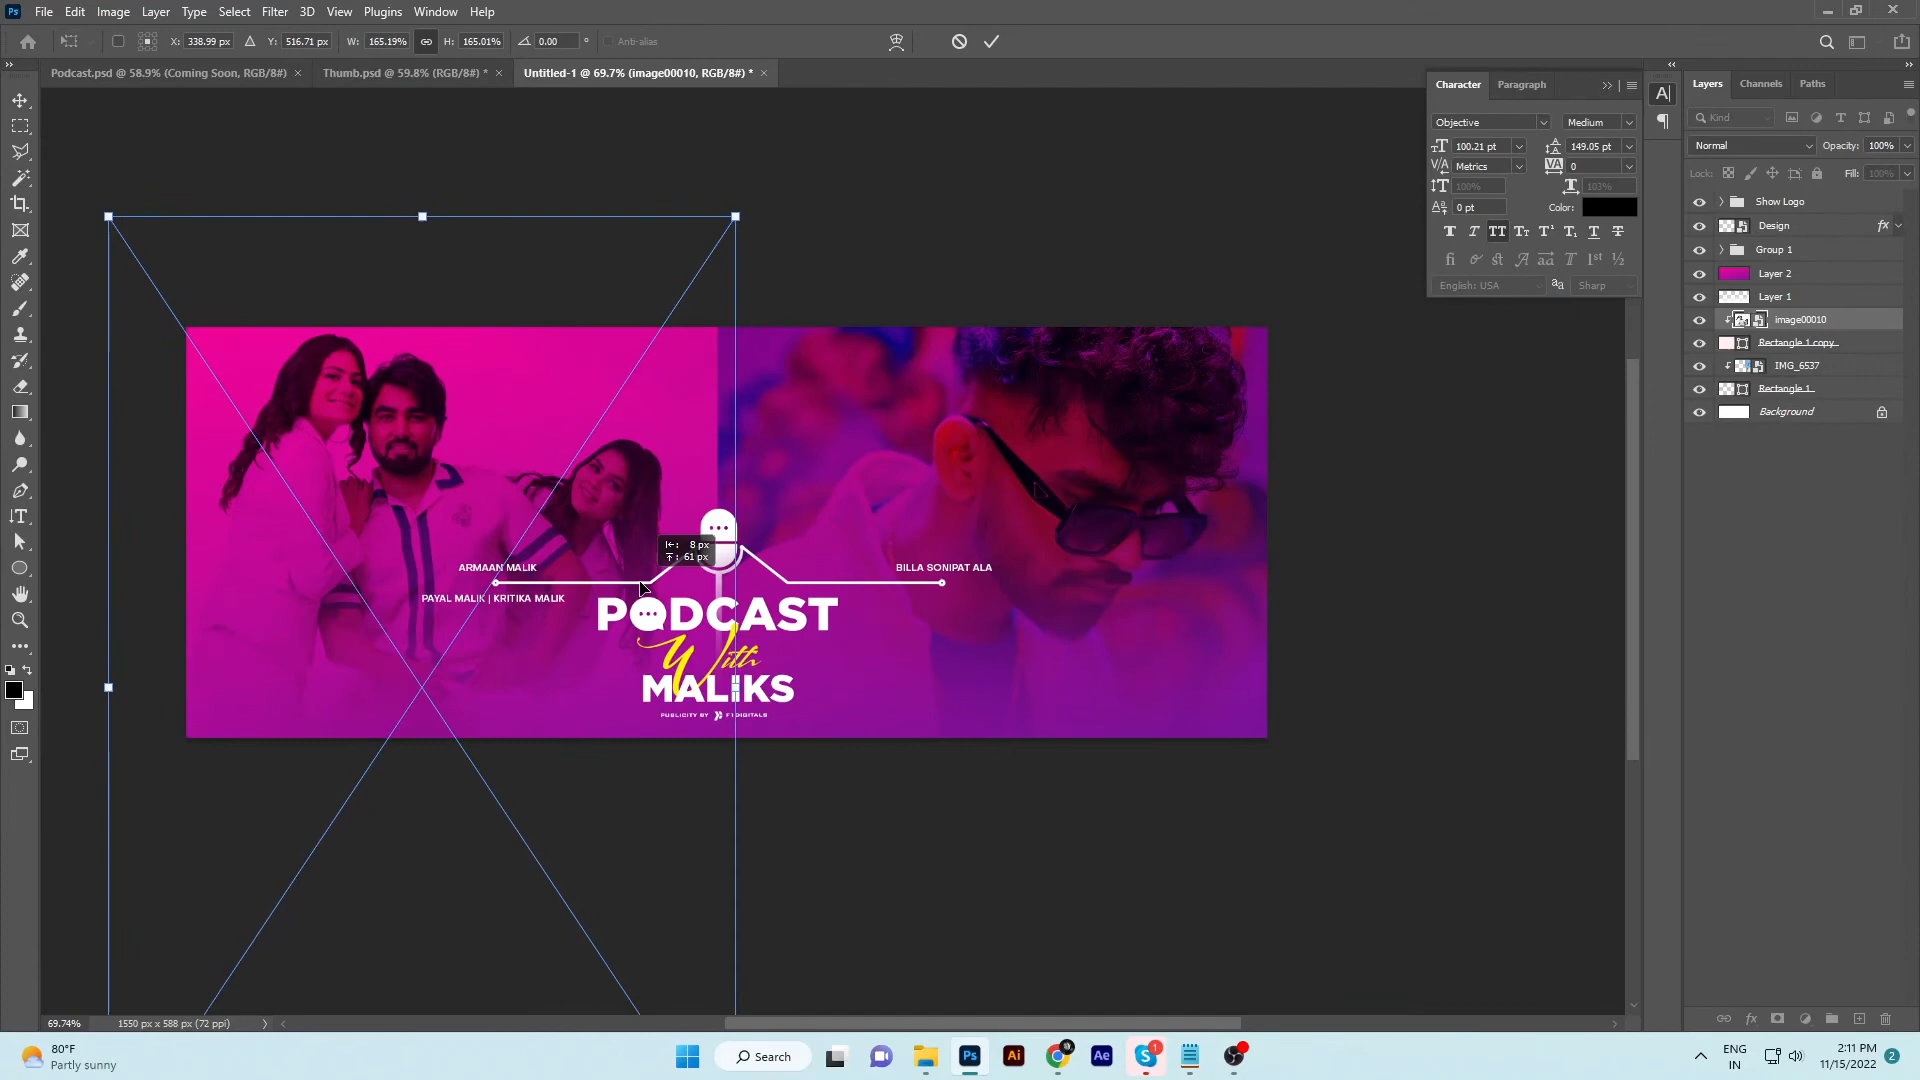 File Edit Image Layer Type Select Filter 3D View Plugins Window Help
X: 338.99 px Y: 516.71 px W: 165.19% H: 165.01% 0.00 ° Anti-alias
Podcast.psd @ 58.9% (Coming Soon, RGB/8#) × Thumb.psd @ 59.8% (RGB/8#) * × Untitled-1 @ 69.7% (image00010, RGB/8#) * ×
Character Paragraph
Objective Medium
100.21 pt 149.05 pt
Metrics 0
100% 103%
0 pt Color:
English: USA Sharp
Layers Channels Paths
Kind
Normal Opacity: 100%
Lock: Fill: 100%
Show Logo
Design fx
Group 1
Layer 2
Layer 1
image00010
Rectangle 1 copy
IMG_6537
Rectangle 1
Background
8 px
61 px
ARMAAN MALIK
PAYAL MALIK | KRITIKA MALIK
BILLA SONIPAT ALA
PODCAST
With
MALIKS
PUBLICITY BY F1DIGITALS
69.74% 1550 px x 588 px (72 ppi)
80°F
Partly sunny
Search
ENG
IN
2:11 PM
11/15/2022
2